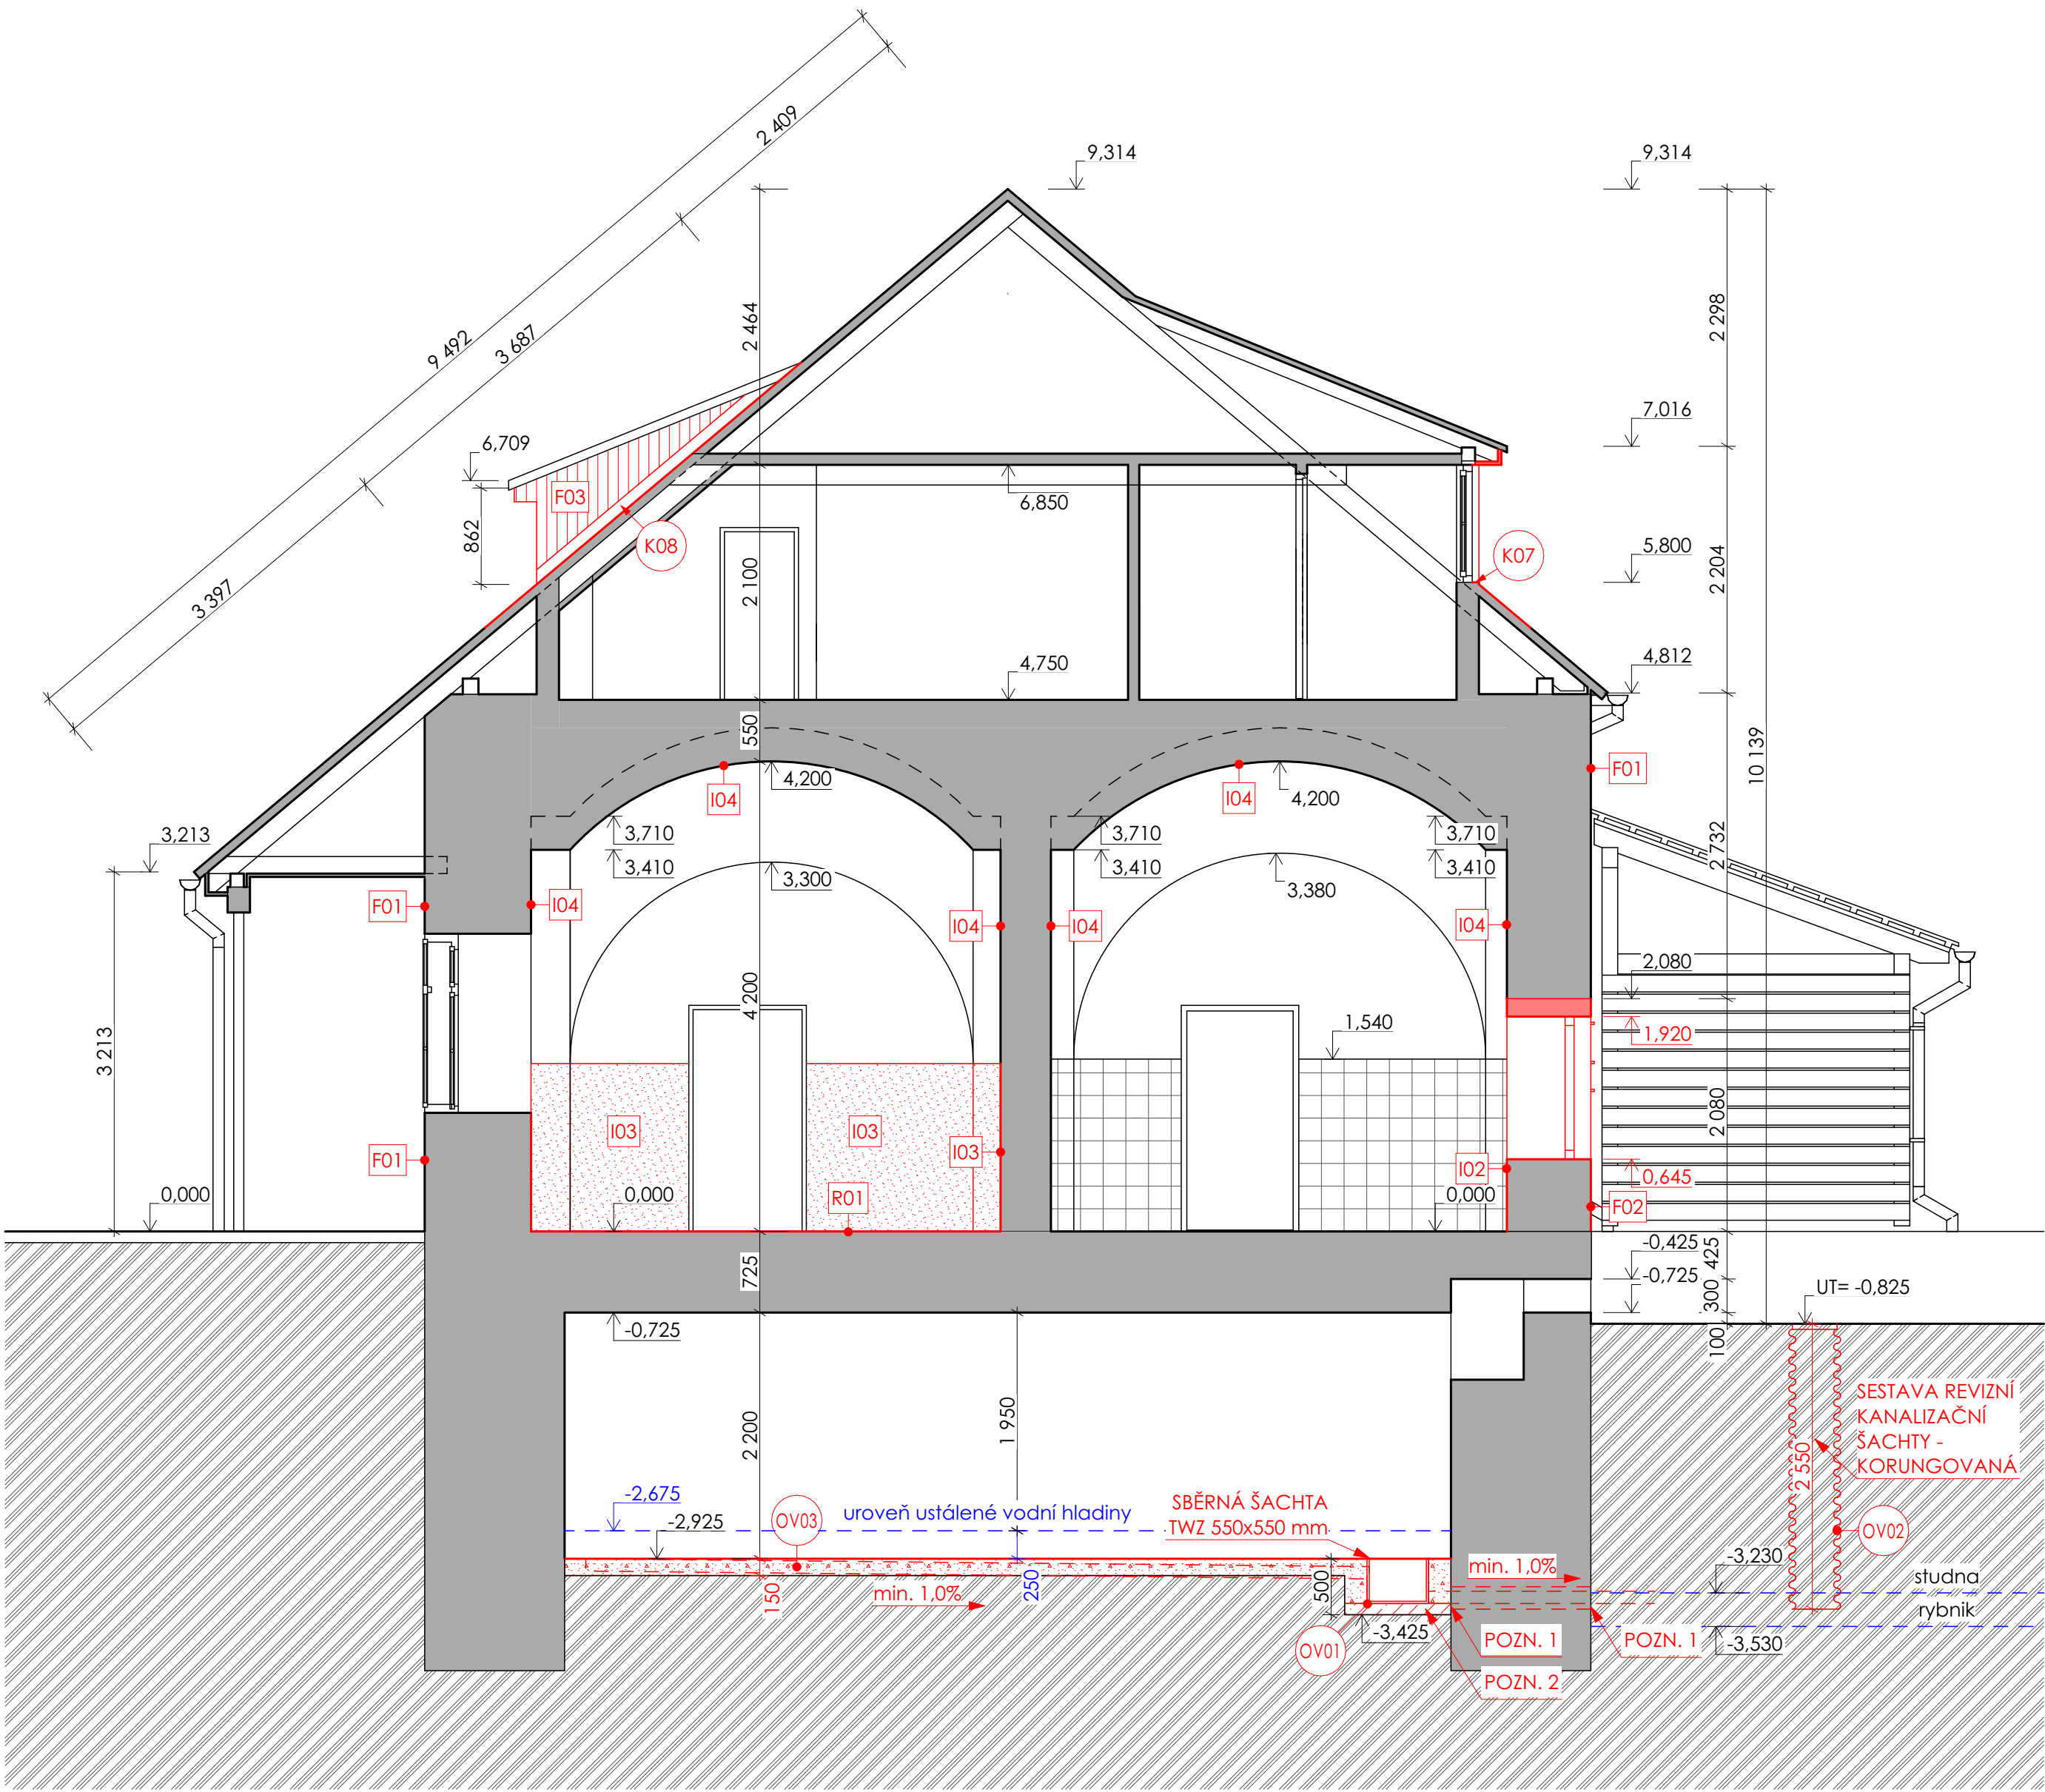 2 409
9 492
3 687
3 397
9,314
9,314
2 464
2 298
7,016
6,709
F03
862
K08
6,850
K07
5,800
2 100
2 204
4,750
4,812
550
10 139
F01
I04
4,200
I04
4,200
3,710
3,710
3,710
3,213
3,410
3,410
3,410
2 732
3,300
3,380
F01
I04
I04
I04
I04
2,080
4 200
3 213
1,540
1,920
2 080
I03
I03
I03
F01
I02
0,645
0,000
0,000
R01
0,000
F02
725
-0,425
425
-0,725
300
UT= -0,825
-0,725
100
SESTAVA REVIZNÍ
KANALIZAČNÍ
ŠACHTY -
KORUNGOVANÁ
2 550
2 200
1 950
-2,675
uroveň ustálené vodní hladiny
SBĚRNÁ ŠACHTA
TWZ 550x550 mm
OV03
-2,925
OV02
min. 1,0%
-3,230
studna
150
min. 1,0%
250
500
rybnik
-3,425
OV01
POZN. 1
POZN. 1
-3,530
POZN. 2